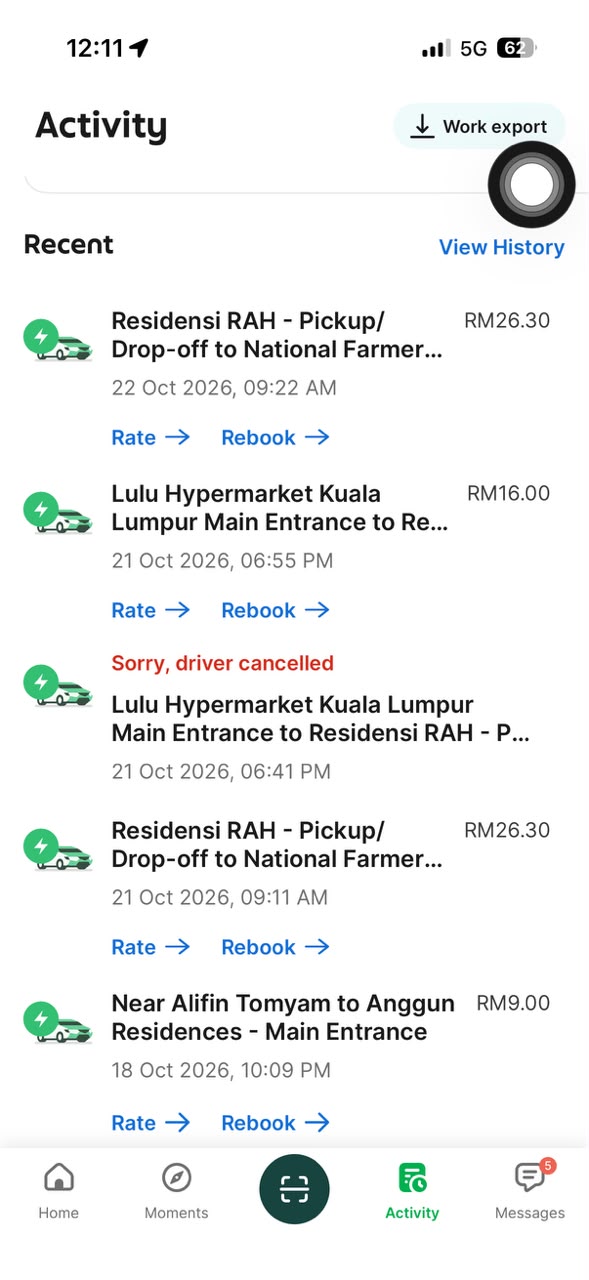 12:11
5G
62
Activity
Work export
Recent
View History
Residensi RAH - Pickup/
Drop-off to National Farmer...
RM26.30
22 Oct 2026, 09:22 AM
Rate
Rebook
Lulu Hypermarket Kuala
Lumpur Main Entrance to Re...
RM16.00
21 Oct 2026, 06:55 PM
Rate
Rebook
Sorry, driver cancelled
Lulu Hypermarket Kuala Lumpur
Main Entrance to Residensi RAH - P...
21 Oct 2026, 06:41 PM
Residensi RAH - Pickup/
Drop-off to National Farmer...
RM26.30
21 Oct 2026, 09:11 AM
Rate
Rebook
Near Alifin Tomyam to Anggun
Residences - Main Entrance
RM9.00
18 Oct 2026, 10:09 PM
Rate
Rebook
Home
Moments
Activity
5
Messages